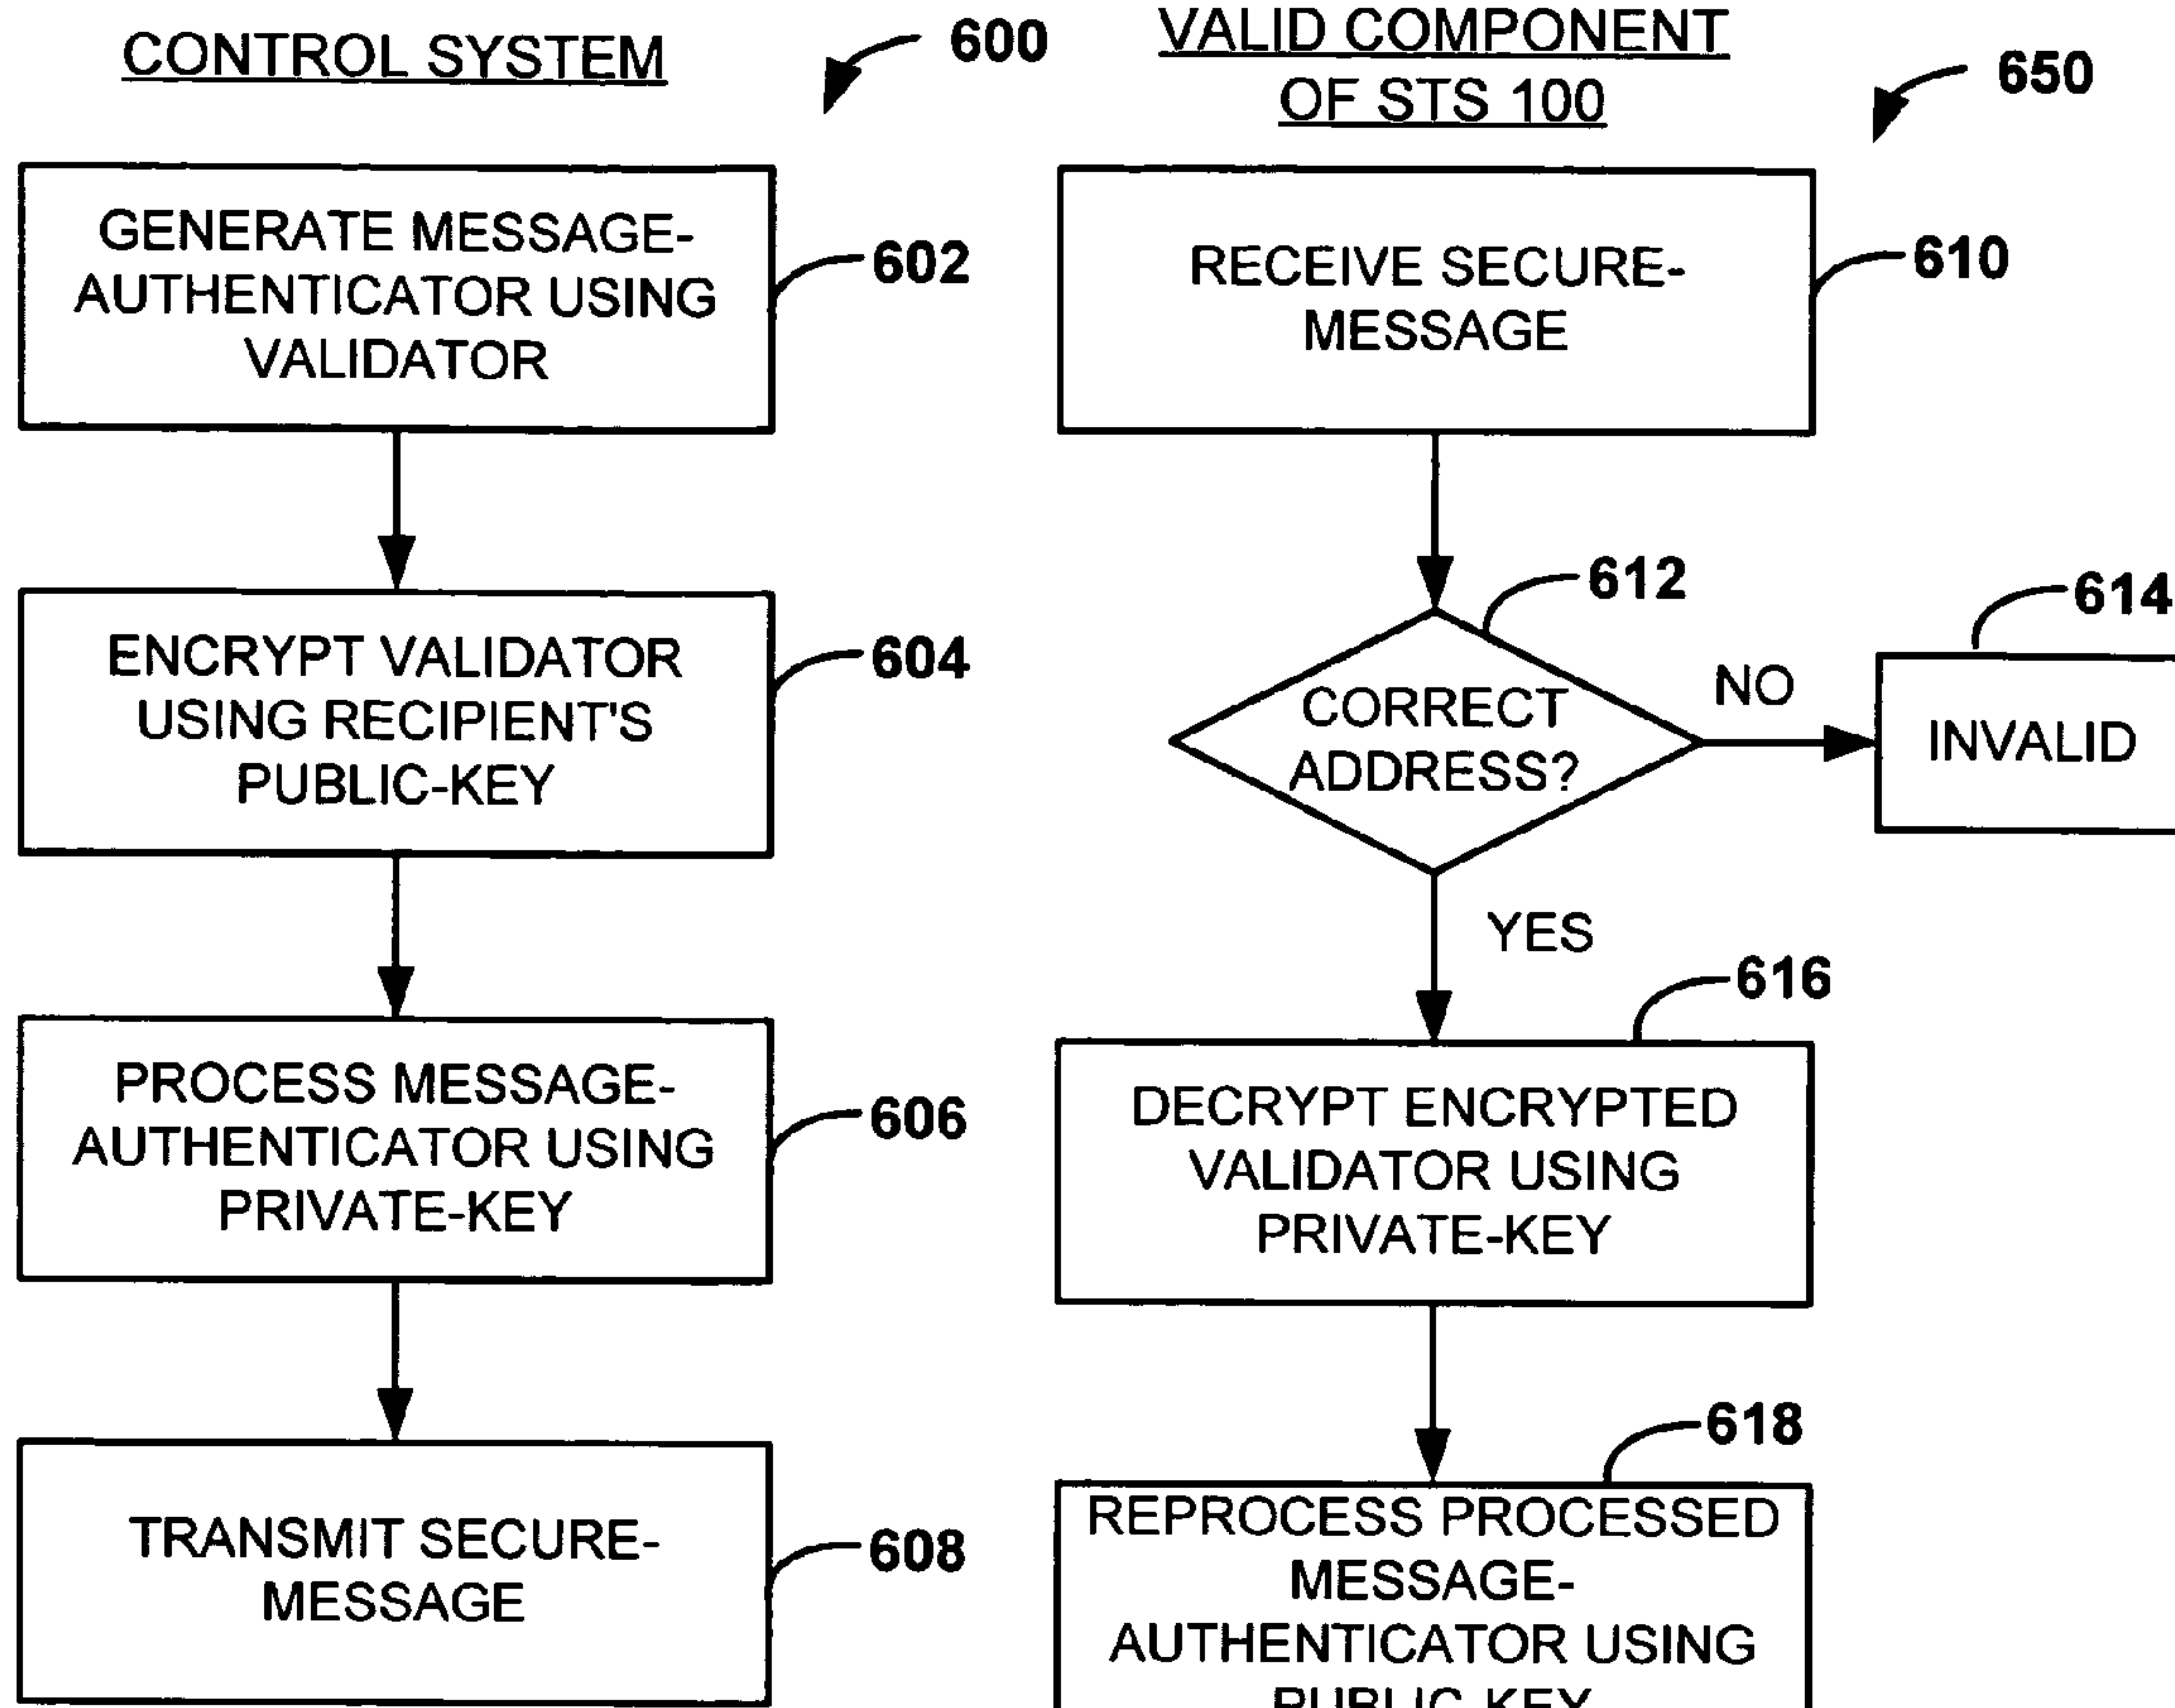 CONTROL SYSTEM
600
GENERATE MESSAGE-
AUTHENTICATOR USING
VALIDATOR
602
ENCRYPT VALIDATOR
USING RECIPIENT'S
PUBLIC-KEY
604
PROCESS MESSAGE-
AUTHENTICATOR USING
PRIVATE-KEY
606
TRANSMIT SECURE-
MESSAGE
608
VALID COMPONENT
OF STS 100
650
RECEIVE SECURE-
MESSAGE
610
612
CORRECT
ADDRESS?
NO
614
INVALID
YES
616
DECRYPT ENCRYPTED
VALIDATOR USING
PRIVATE-KEY
618
REPROCESS PROCESSED
MESSAGE-
AUTHENTICATOR USING
PUBLIC-KEY